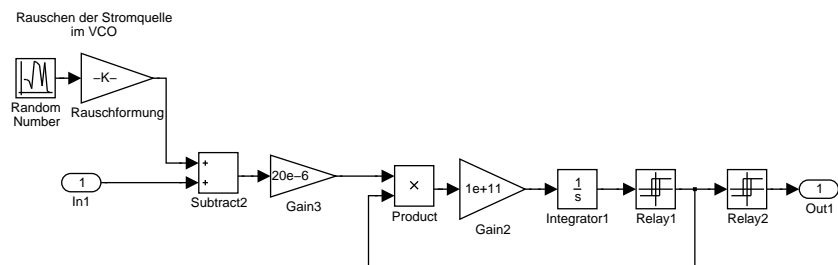 Rauschen der Stromquelle
im VCO
−K−
Random
Number
Rauschformung
1
In1
+
+
Subtract2
20e−6
Gain3
×
Product
1e+11
Gain2
1
s
Integrator1
Relay1
Relay2
1
Out1